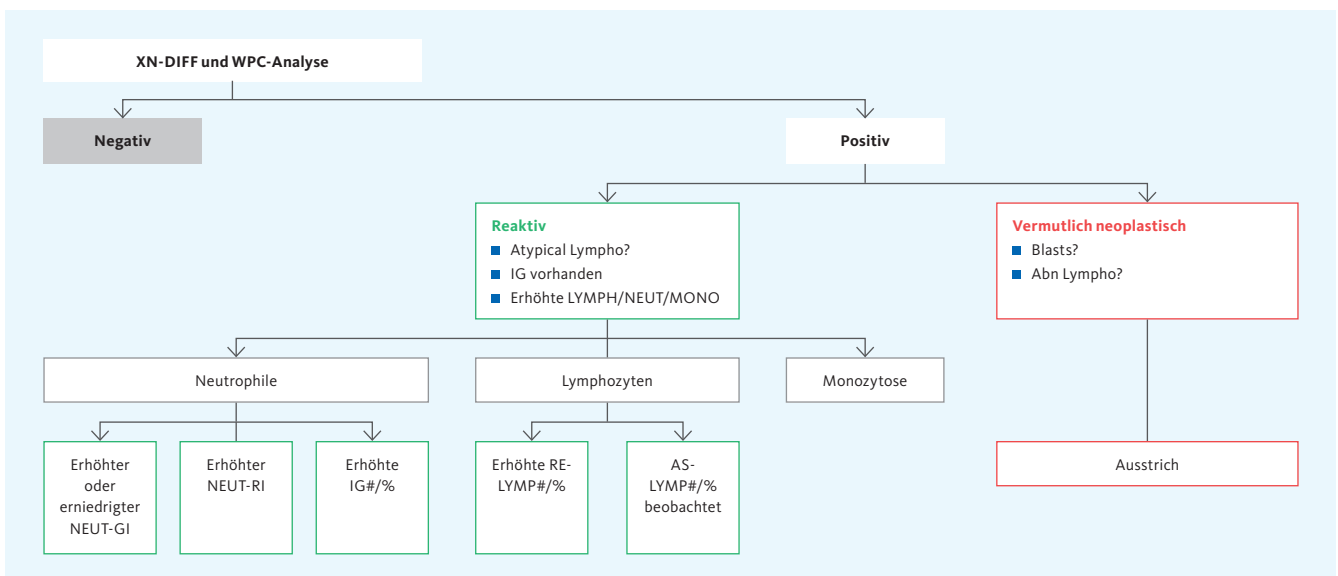 XN-DIFF und WPC-Analyse
Negativ
Positiv
Reaktiv
Atypical Lympho?
IG vorhanden
Erhöhte LYMPH/NEUT/MONO
Vermutlich neoplastisch
Blasts?
Abn Lympho?
Neutrophile
Lymphozyten
Monozytose
Erhöhter
oder
erniedrigter
NEUT-GI
Erhöhter
NEUT-RI
Erhöhte
IG#/%
Erhöhte RE-
LYMP#/%
AS-
LYMP#/%
beobachtet
Ausstrich